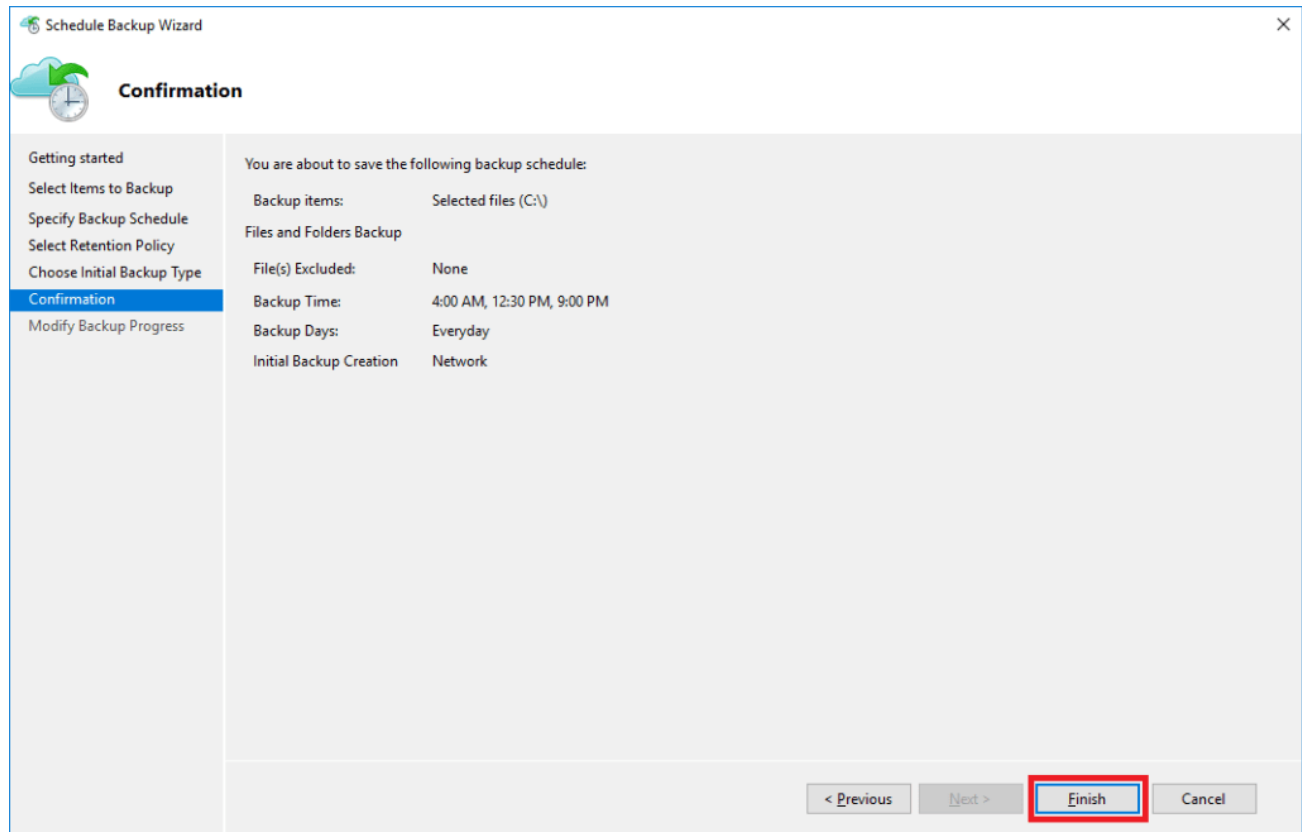 Schedule Backup Wizard
Confirmation
Getting started
Select Items to Backup
Specify Backup Schedule
Select Retention Policy
Choose Initial Backup Type
Confirmation
Modify Backup Progress
You are about to save the following backup schedule:
Backup items: Selected files (C:\)
Files and Folders Backup
File(s) Excluded: None
Backup Time: 4:00 AM, 12:30 PM, 9:00 PM
Backup Days: Everyday
Initial Backup Creation Network
< Previous Next > Finish Cancel